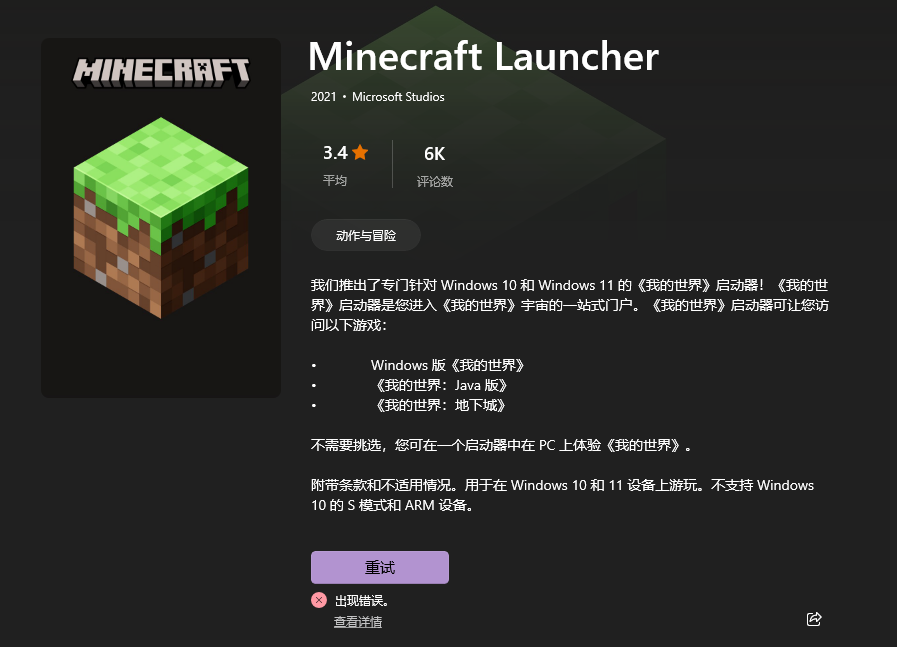 MINECRAFT
Minecraft Launcher
2021 • Microsoft Studios
3.4
6K
平均
评论数
动作与冒险
我们推出了专门针对 Windows 10 和 Windows 11 的《我的世界》启动器！《我的世
界》启动器是您进入《我的世界》宇宙的一站式门户。《我的世界》启动器可让您访
问以下游戏：
• Windows 版《我的世界》
• 《我的世界：Java 版》
• 《我的世界：地下城》
不需要挑选，您可在一个启动器中在 PC 上体验《我的世界》。
附带条款和不适用情况。用于在 Windows 10 和 11 设备上游玩。不支持 Windows
10 的 S 模式和 ARM 设备。
重试
出现错误。
查看详情